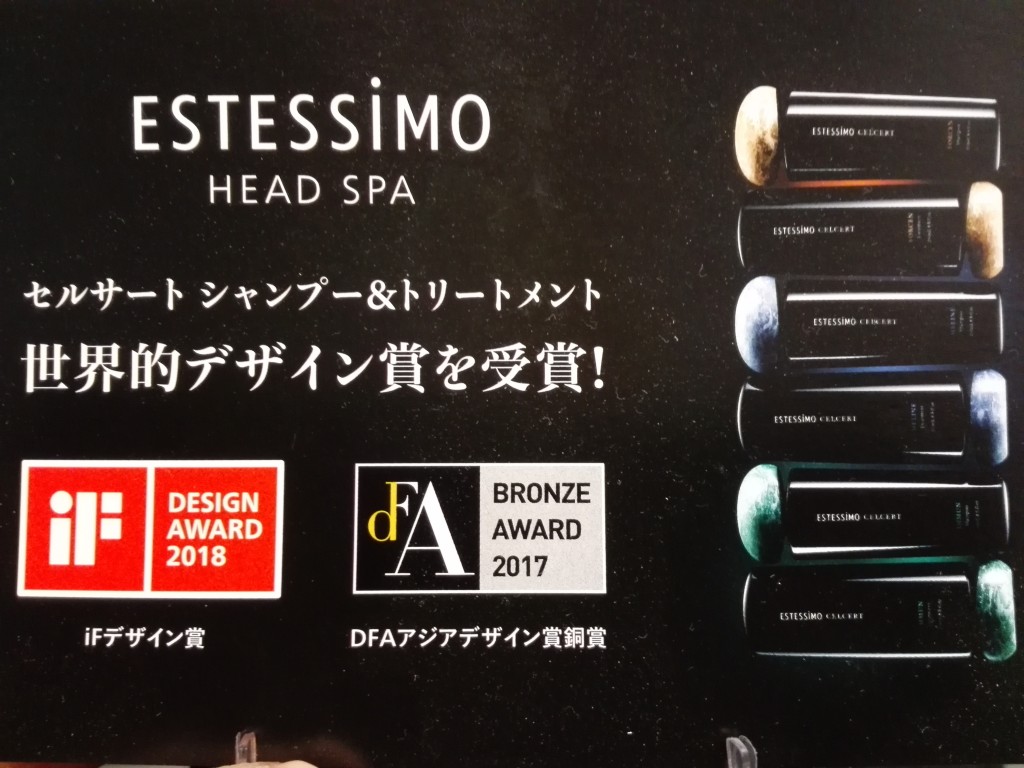 ESTESSiMO
HEAD SPA
セルサート シャンプー&トリートメント
世界的デザイン賞を受賞!
iF
DESIGN
AWARD
2018
dFA
BRONZE
AWARD
2017
iFデザイン賞
DFAアジアデザイン賞銅賞
ESTESSiMO CELCERT
ESTESSiMO CELCERT
ESTESSiMO CELCERT
ESTESSiMO CELCERT
ESTESSiMO CELCERT
ESTESSiMO CELCERT